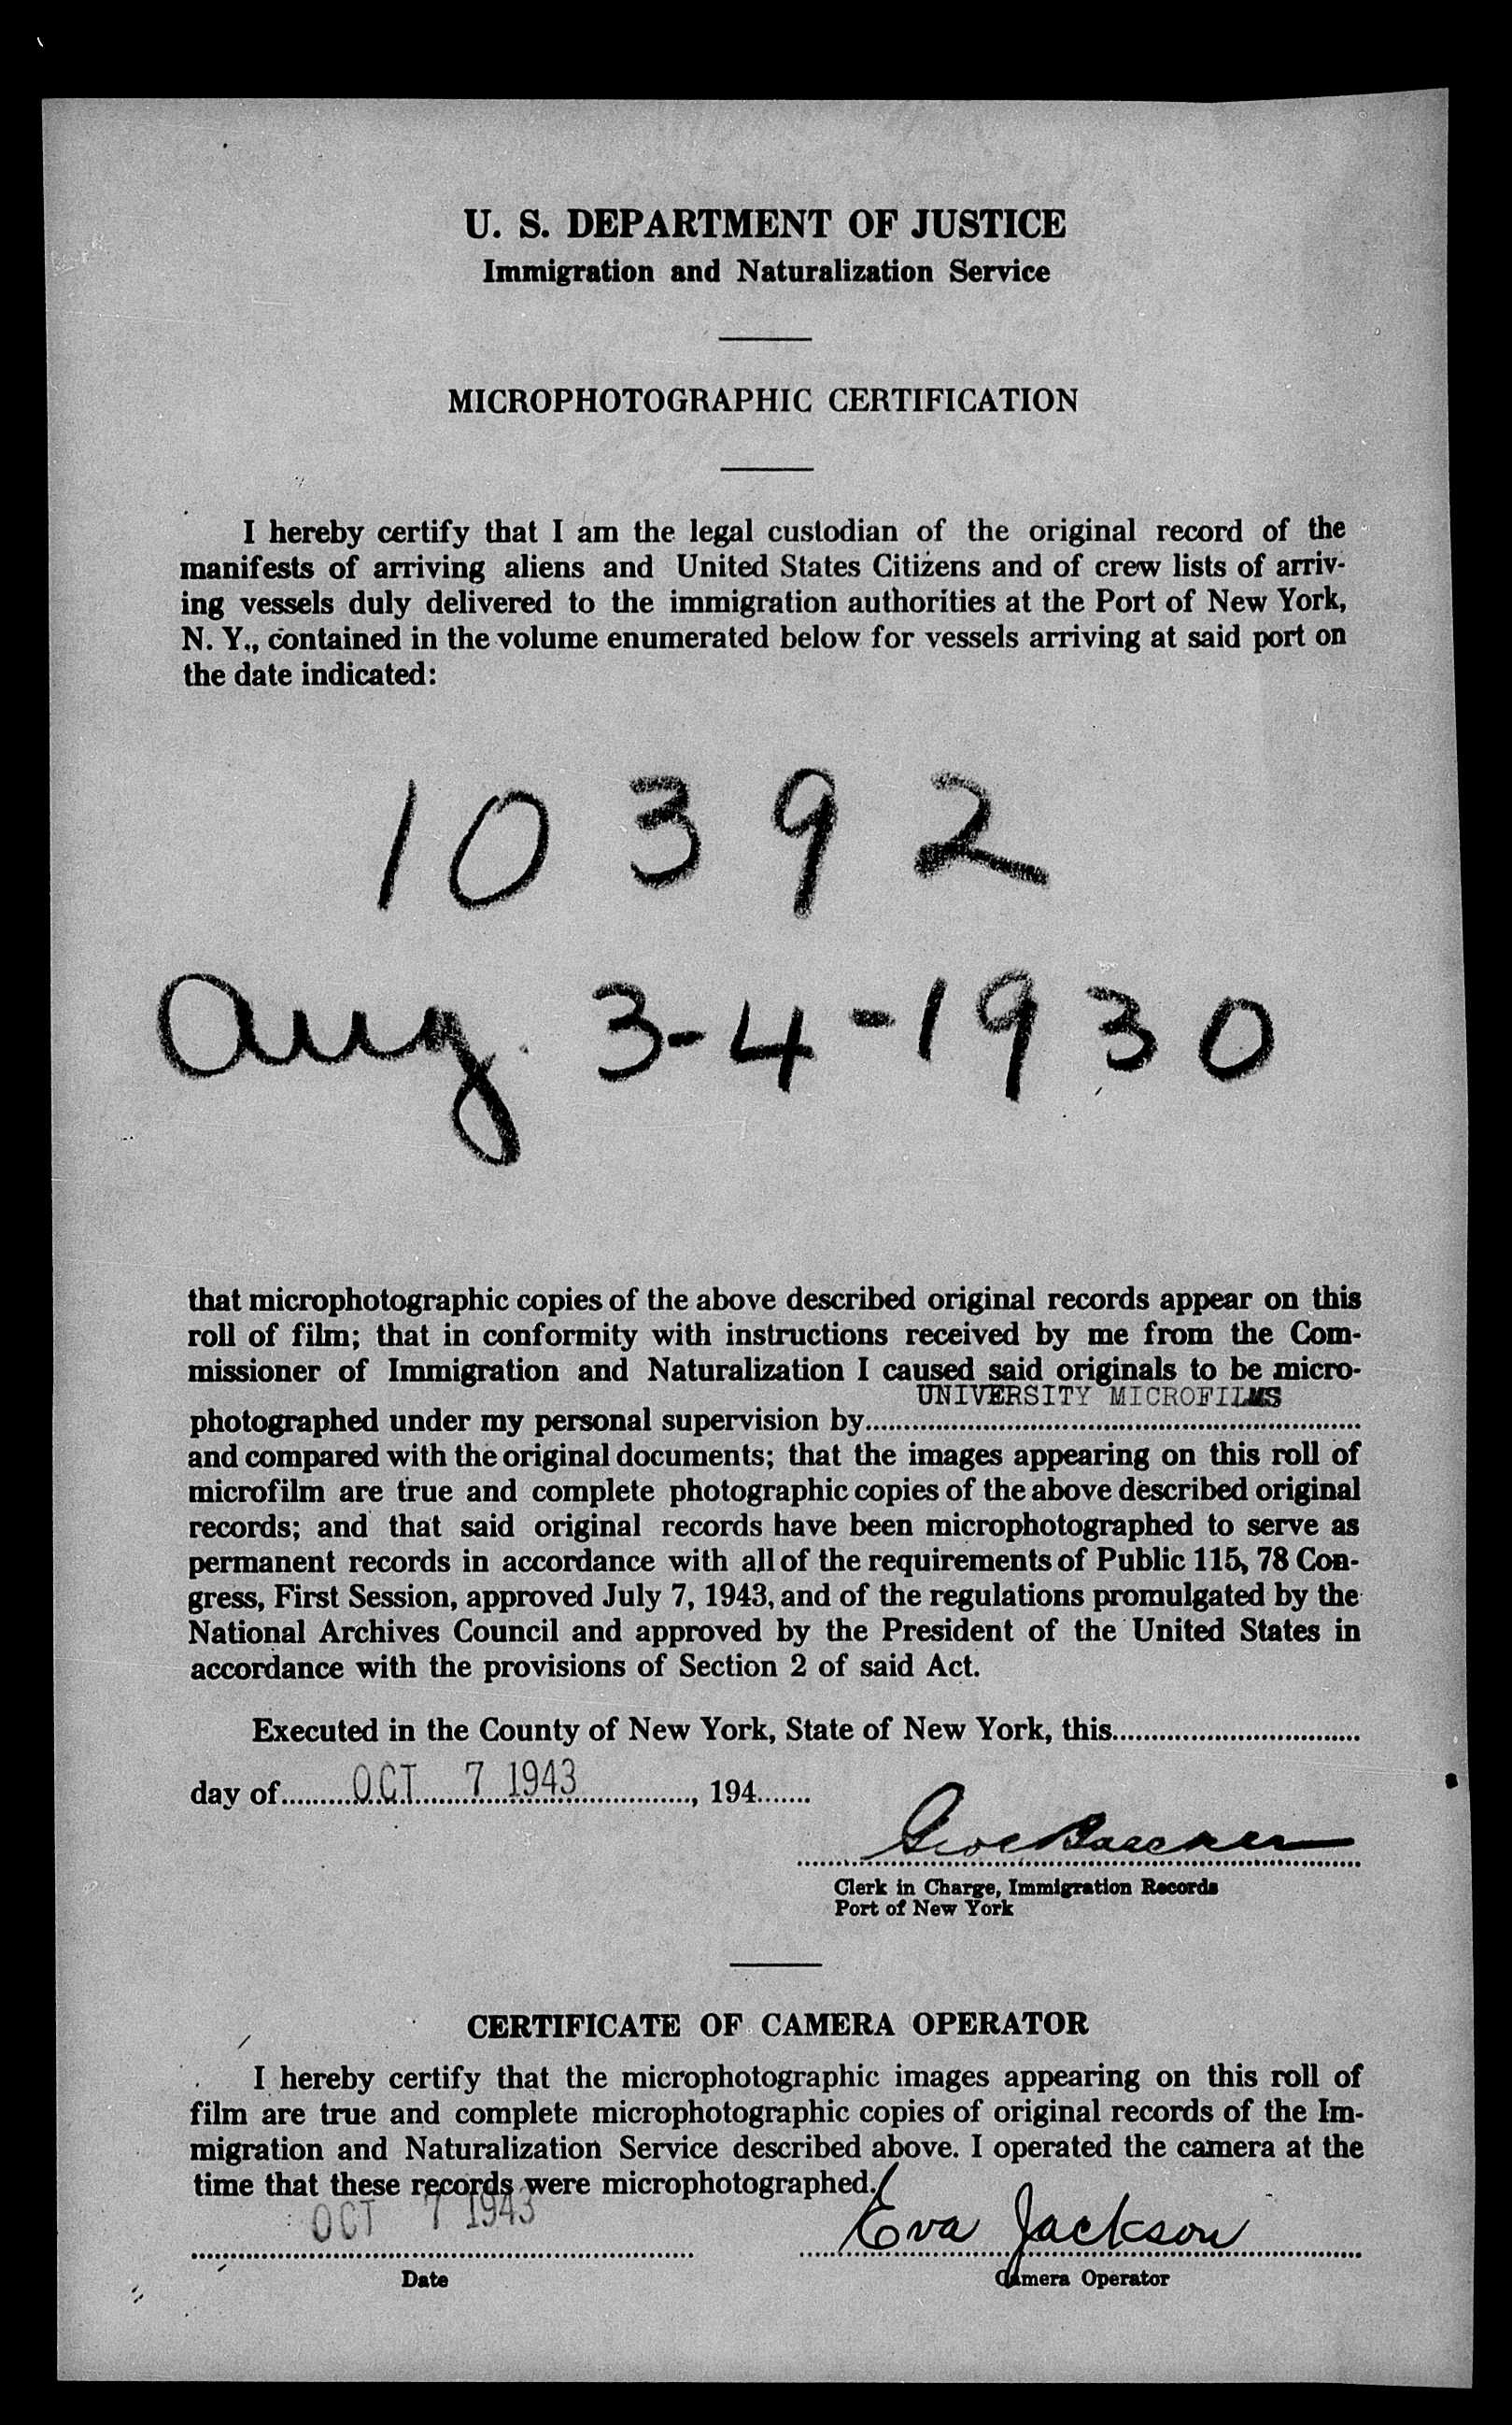 U. S. DEPARTMENT OF JUSTICE
Immigration and Naturalization Service
MICROPHOTOGRAPHIC CERTIFICATION
I hereby certify that I am the legal custodian of the original record of the
manifests of arriving aliens and United States Citizens and of crew lists of arriv-
ing vessels duly delivered to the immigration authorities at the Port of New York,
N. Y., contained in the volume enumerated below for vessels arriving at said port on
the date indicated:
10392
Aug 3-4-1930
that microphotographic copies of the above described original records appear on this
roll of film; that in conformity with instructions received by me from the Com-
missioner of Immigration and Naturalization I caused said originals to be micro-
UNIVERSITY MICROFILMS
photographed under my personal supervision by
and compared with the original documents; that the images appearing on this roll of
microfilm are true and complete photographic copies of the above described original
records; and that said original records have been microphotographed to serve as
permanent records in accordance with all of the requirements of Public 115, 78 Con-
gress, First Session, approved July 7, 1943, and of the regulations promulgated by the
National Archives Council and approved by the President of the United States in
accordance with the provisions of Section 2 of said Act.
Executed in the County of New York, State of New York, this
day of OCT 7 1943, 194
Clerk in Charge, Immigration Records
Port of New York
CERTIFICATE OF CAMERA OPERATOR
I hereby certify that the microphotographic images appearing on this roll of
film are true and complete microphotographic copies of original records of the Im-
migration and Naturalization Service described above. I operated the camera at the
time that these records were microphotographed.
OCT 7 1943 Eva Jackson
Date Camera Operator